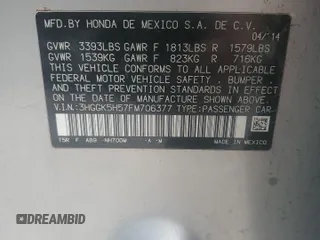 MFD.BY HONDA DE MEXICO S.A. DE C.V.
04/'14
GVWR 3393LBS GAWR F 1813LBS R 1579LBS
GVWR 1539KG GAWR F 823KG R 716KG
THIS VEHICLE CONFORMS TO ALL APPLICABLE
FEDERAL MOTOR VEHICLE SAFETY, BUMPER,
AND THEFT PREVENTION STANDARDS IN EFFECT
ON THE DATE OF MANUFACTURE SHOWN ABOVE.
V.I.N.:3HGGK5H57FM706377 TYPE:PASSENGER CAR
NH700M
MADE IN MEXICO
DREAMBID